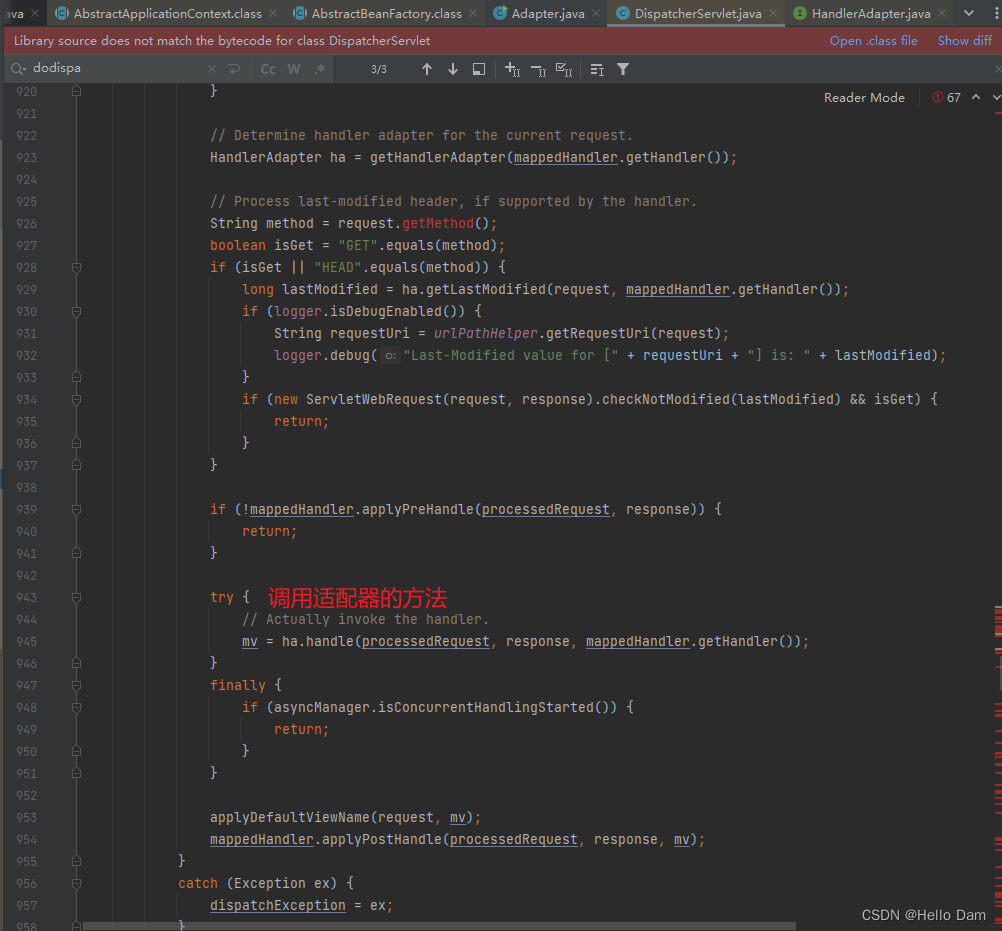 ava × AbstractApplicationContext.class × AbstractBeanFactory.class × Adapter.java × DispatcherServlet.java × HandlerAdapter.java ×
Library source does not match the bytecode for class DispatcherServlet Open .class file Show diff
dodispa × Cc W .* 3/3
Reader Mode 67
920 }
921
922 // Determine handler adapter for the current request.
923 HandlerAdapter ha = getHandlerAdapter(mappedHandler.getHandler());
924
925 // Process last-modified header, if supported by the handler.
926 String method = request.getMethod();
927 boolean isGet = "GET".equals(method);
928 if (isGet || "HEAD".equals(method)) {
929 long lastModified = ha.getLastModified(request, mappedHandler.getHandler());
930 if (logger.isDebugEnabled()) {
931 String requestUri = urlPathHelper.getRequestUri(request);
932 logger.debug( o: "Last-Modified value for [" + requestUri + "] is: " + lastModified);
933 }
934 if (new ServletWebRequest(request, response).checkNotModified(lastModified) && isGet) {
935 return;
936 }
937 }
938
939 if (!mappedHandler.applyPreHandle(processedRequest, response)) {
940 return;
941 }
942
943 try { 调用适配器的方法
944 // Actually invoke the handler.
945 mv = ha.handle(processedRequest, response, mappedHandler.getHandler());
946 }
947 finally {
948 if (asyncManager.isConcurrentHandlingStarted()) {
949 return;
950 }
951 }
952
953 applyDefaultViewName(request, mv);
954 mappedHandler.applyPostHandle(processedRequest, response, mv);
955 }
956 catch (Exception ex) {
957 dispatchException = ex;
958 }
CSDN @Hello Dam